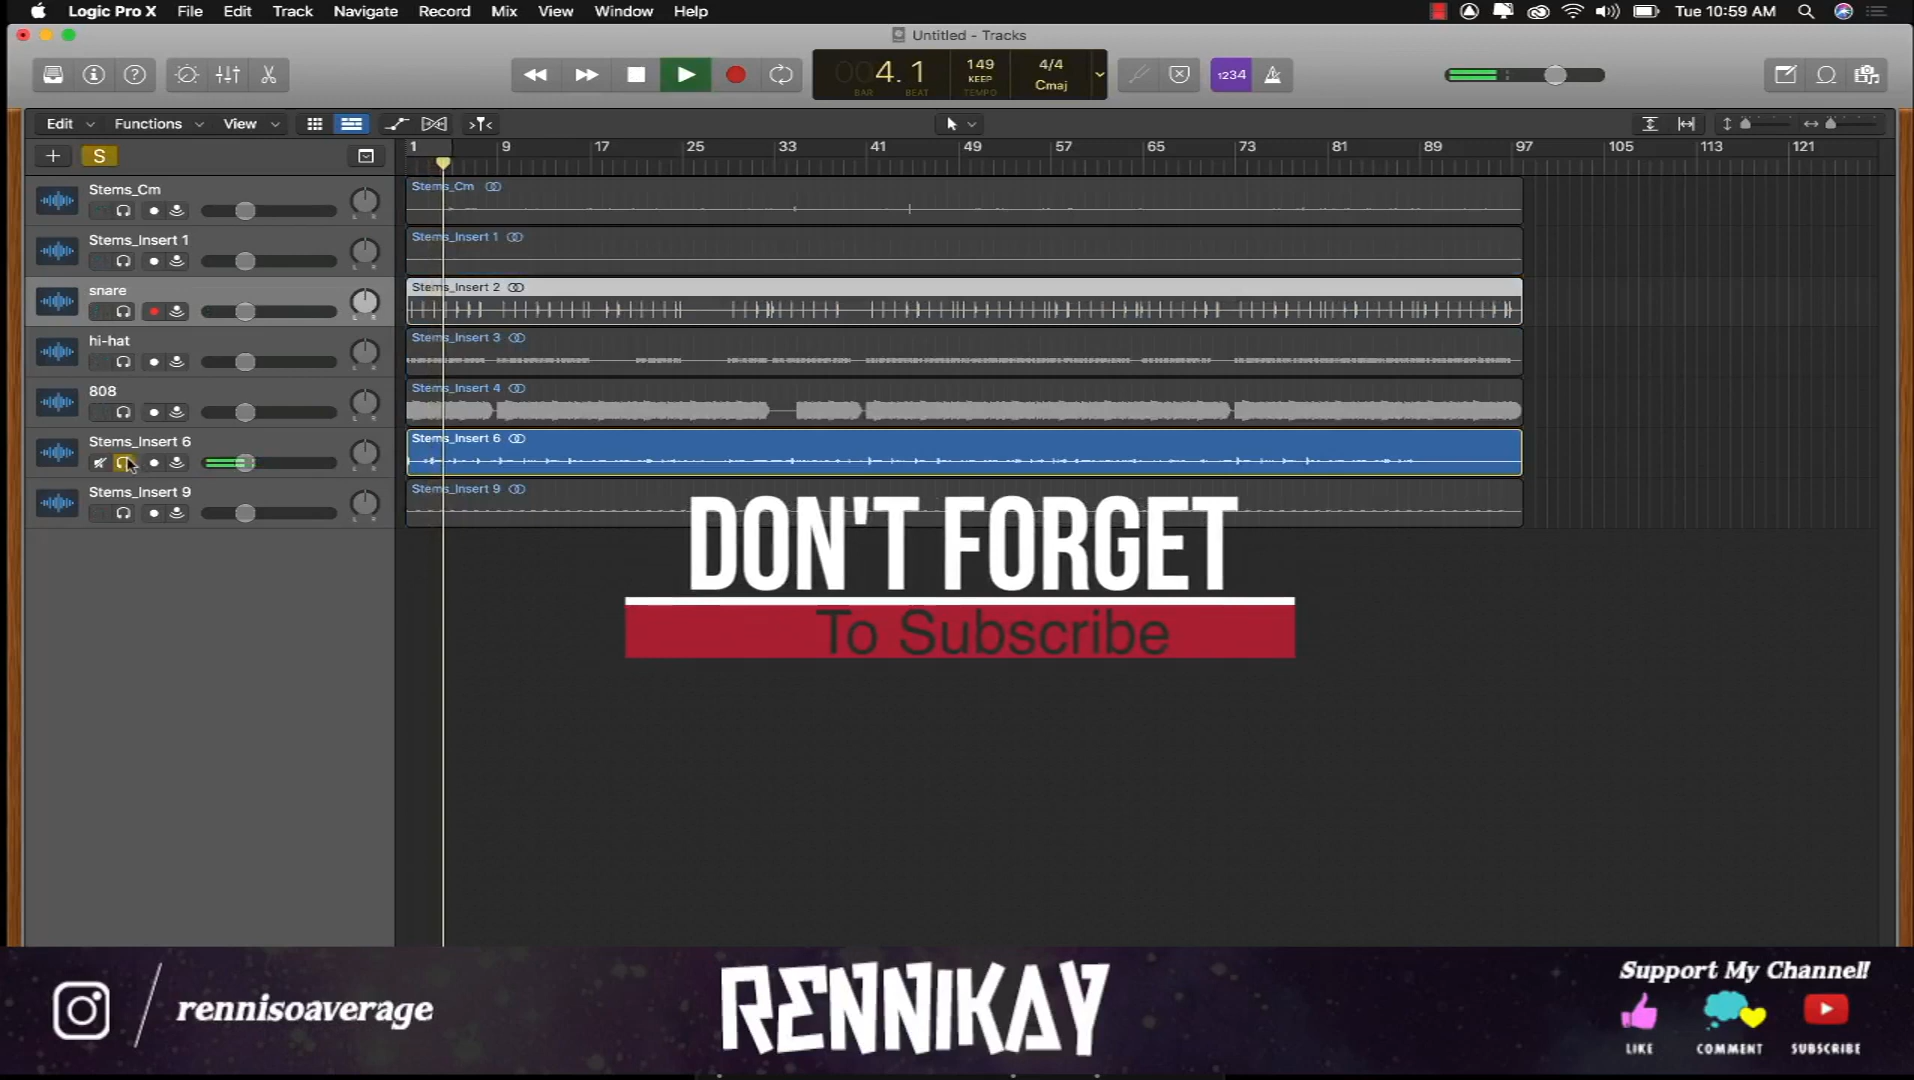 Logic Pro X File Edit Track Navigate Record Mix View Window Help Tue 10:59 AM
Untitled - Tracks
4.1 149 4/4
KEEP Cmaj
BAR BEAT TEMPO
1234
Edit Functions View
S
1 9 17 25 33 41 49 57 65 73 81 89 97 105 113 121
Stems_Cm
Stems_Cm
L R
Stems_Insert 1
Stems_Insert 1
L R
snare
Stems_Insert 2
L R
hi-hat
Stems_Insert 3
L R
808
Stems_Insert 4
L R
Stems_Insert 6
Stems_Insert 6
L R
Stems_Insert 9
Stems_Insert 9
L R
DON'T FORGET
To Subscribe
rennisoaverage
RENNIKAY
Support My Channel!
LIKE COMMENT SUBSCRIBE